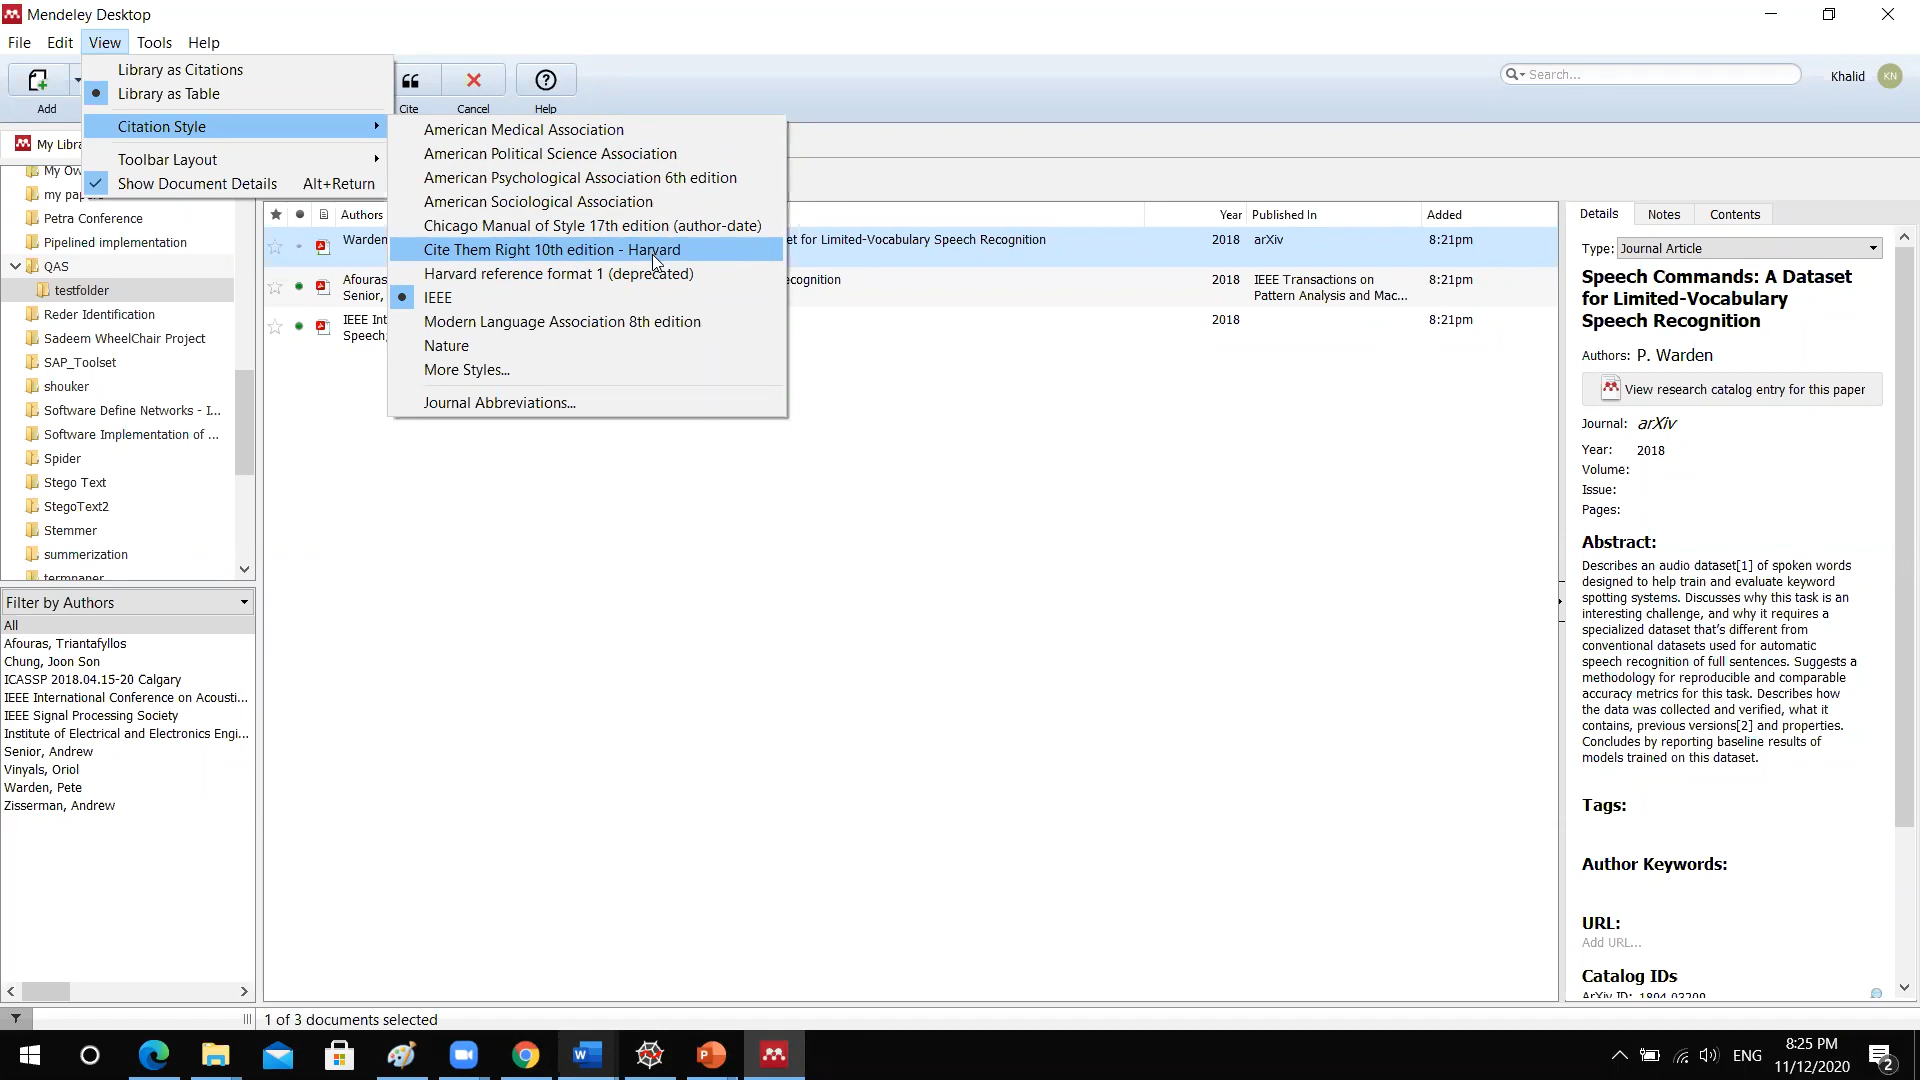 Mendeley Desktop
File Edit View Tools Help
Library as Citations
Library as Table
Citation Style
Toolbar Layout
Show Document Details Alt+Return
American Medical Association
American Political Science Association
American Psychological Association 6th edition
American Sociological Association
Chicago Manual of Style 17th edition (author-date)
Cite Them Right 10th edition - Harvard
Harvard reference format 1 (deprecated)
IEEE
Modern Language Association 8th edition
Nature
More Styles...
Journal Abbreviations...
Add Cite Cancel Help
Search...
Khalid KN
My Libra
My Ow
my pap
Petra Conference
Pipelined implementation
QAS
testfolder
Reder Identification
Sadeem WheelChair Project
SAP_Toolset
shouker
Software Define Networks - I...
Software Implementation of ...
Spider
Stego Text
StegoText2
Stemmer
summerization
termpaper
Filter by Authors
All
Afouras, Triantafyllos
Chung, Joon Son
ICASSP 2018.04.15-20 Calgary
IEEE International Conference on Acousti...
IEEE Signal Processing Society
Institute of Electrical and Electronics Engi...
Senior, Andrew
Vinyals, Oriol
Warden, Pete
Zisserman, Andrew
Authors Year Published In Added
Warden et for Limited-Vocabulary Speech Recognition 2018 arXiv 8:21pm
Afouras ecognition 2018 IEEE Transactions on 8:21pm
Senior, Pattern Analysis and Mac...
IEEE Int 2018 8:21pm
Speech,
Details Notes Contents
Type: Journal Article
Speech Commands: A Dataset
for Limited-Vocabulary
Speech Recognition
Authors: P. Warden
View research catalog entry for this paper
Journal: arXiv
Year: 2018
Volume:
Issue:
Pages:
Abstract:
Describes an audio dataset[1] of spoken words
designed to help train and evaluate keyword
spotting systems. Discusses why this task is an
interesting challenge, and why it requires a
specialized dataset that's different from
conventional datasets used for automatic
speech recognition of full sentences. Suggests a
methodology for reproducible and comparable
accuracy metrics for this task. Describes how
the data was collected and verified, what it
contains, previous versions[2] and properties.
Concludes by reporting baseline results of
models trained on this dataset.
Tags:
Author Keywords:
URL:
Add URL...
Catalog IDs
ArXiv ID: 1804.03209
1 of 3 documents selected
ENG
8:25 PM
11/12/2020
2